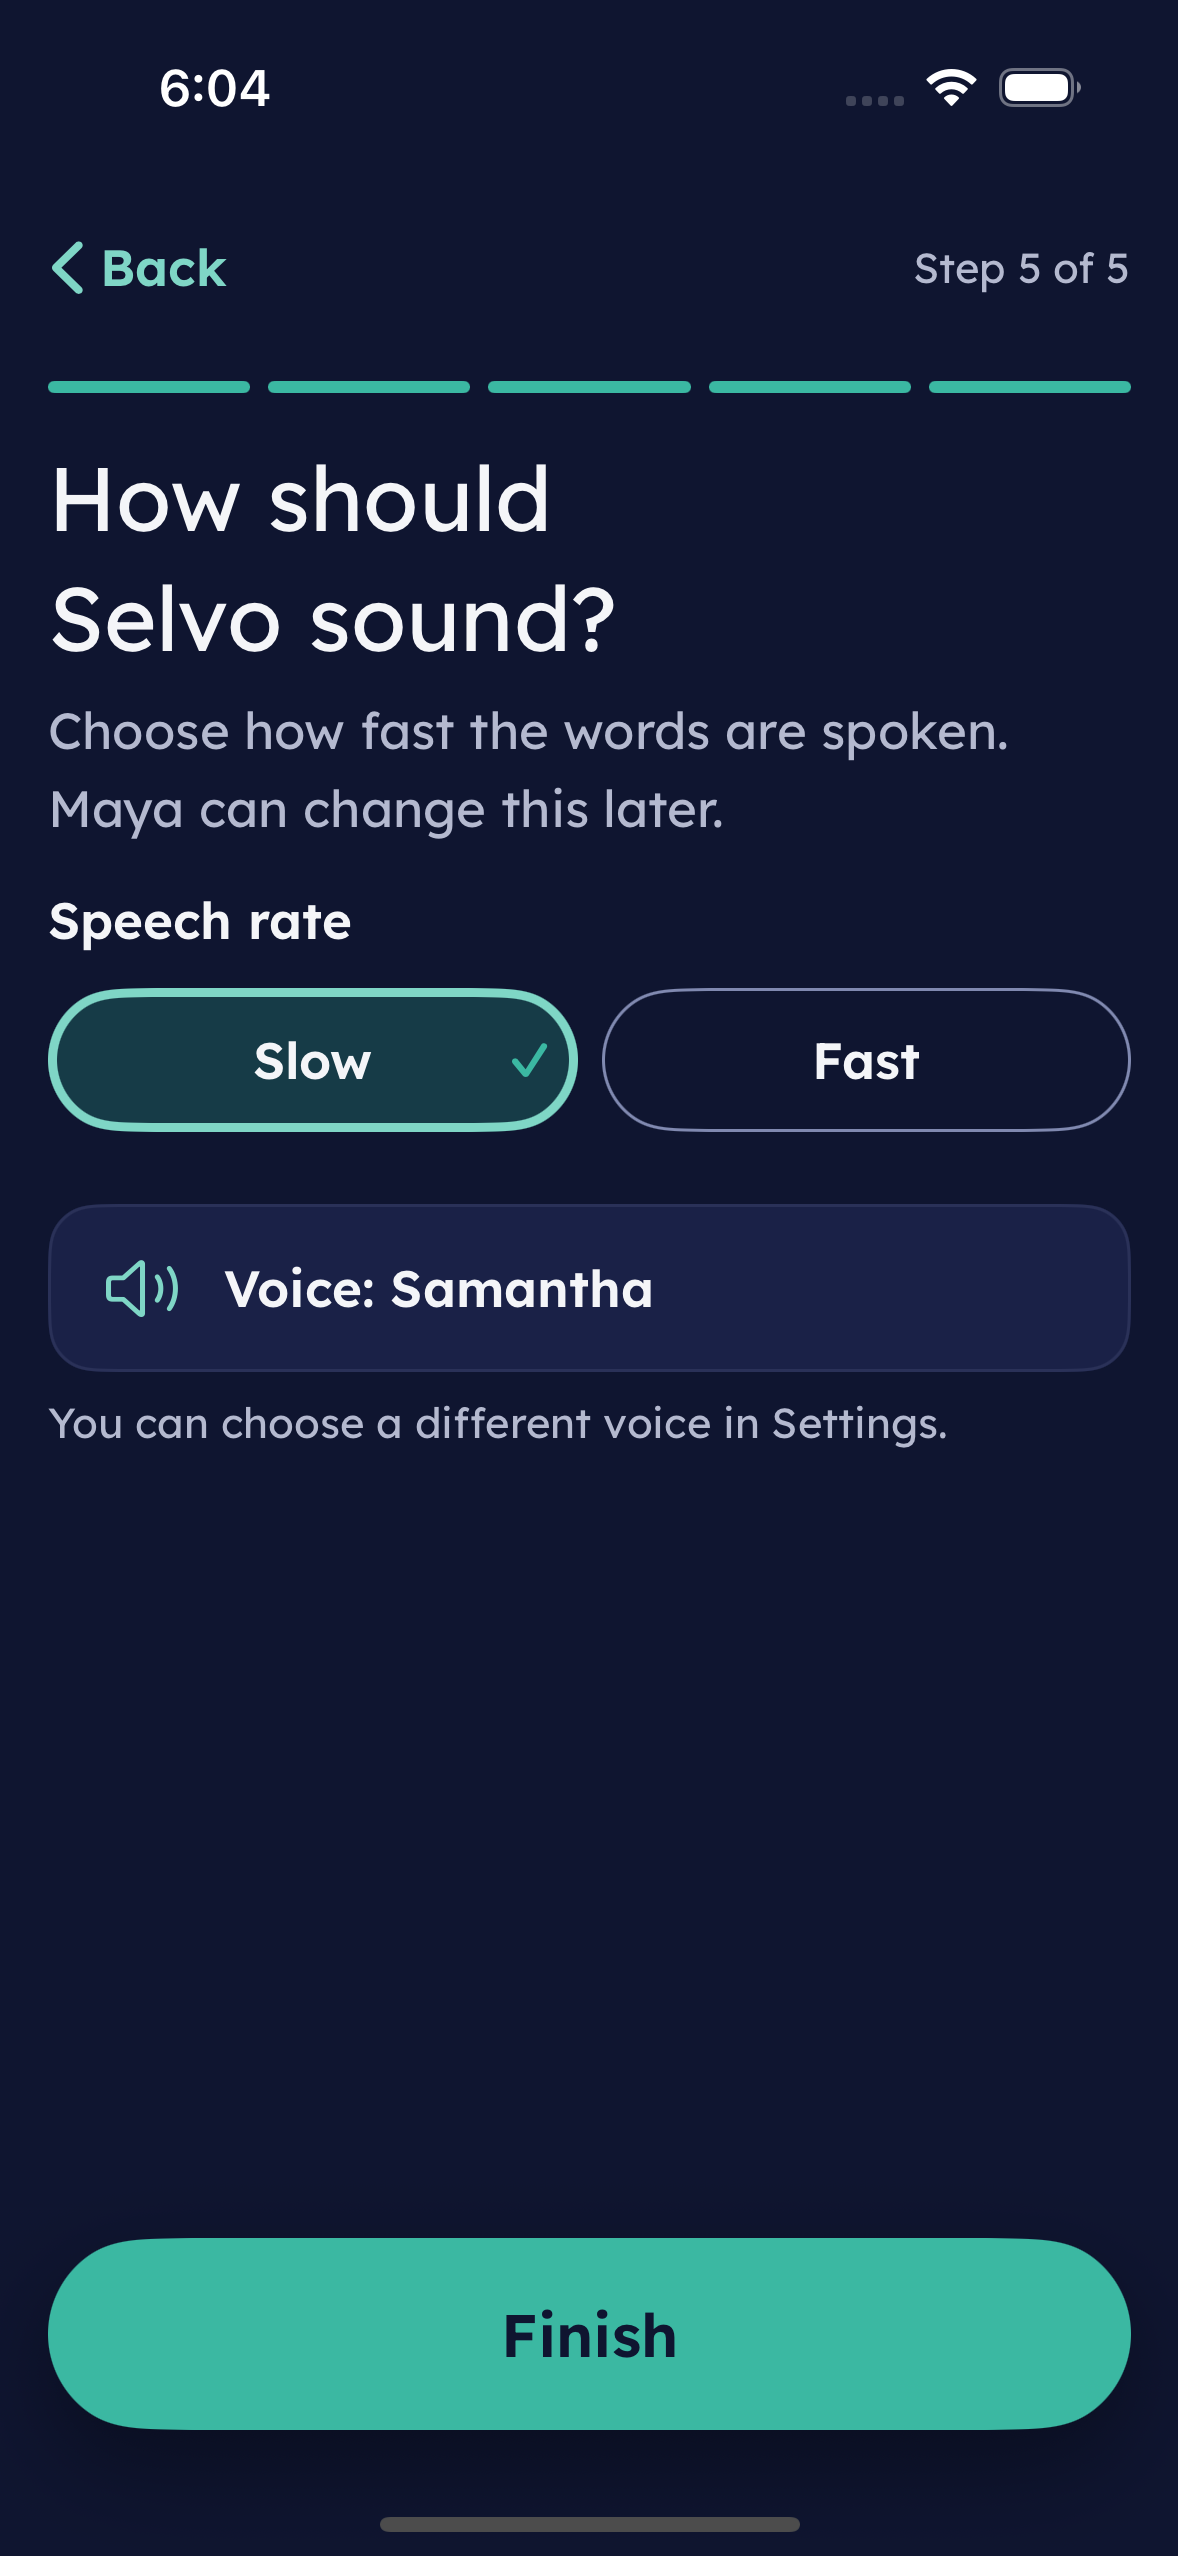 6:04
Back
Step 5 of 5
How should
Selvo sound?
Choose how fast the words are spoken.
Maya can change this later.
Speech rate
Slow
Fast
Voice: Samantha
You can choose a different voice in Settings.
Finish